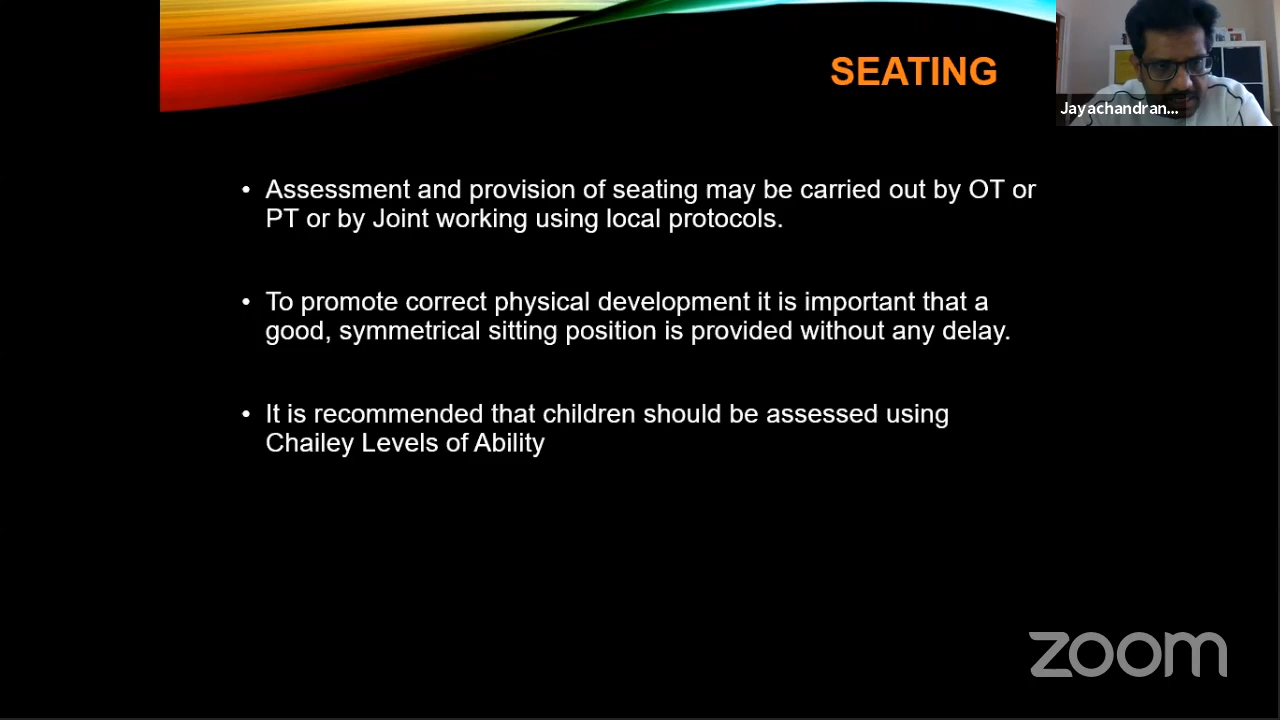 SEATING
Jayachandran...
• Assessment and provision of seating may be carried out by OT or
PT or by Joint working using local protocols.
• To promote correct physical development it is important that a
good, symmetrical sitting position is provided without any delay.
• It is recommended that children should be assessed using
Chailey Levels of Ability
zoom